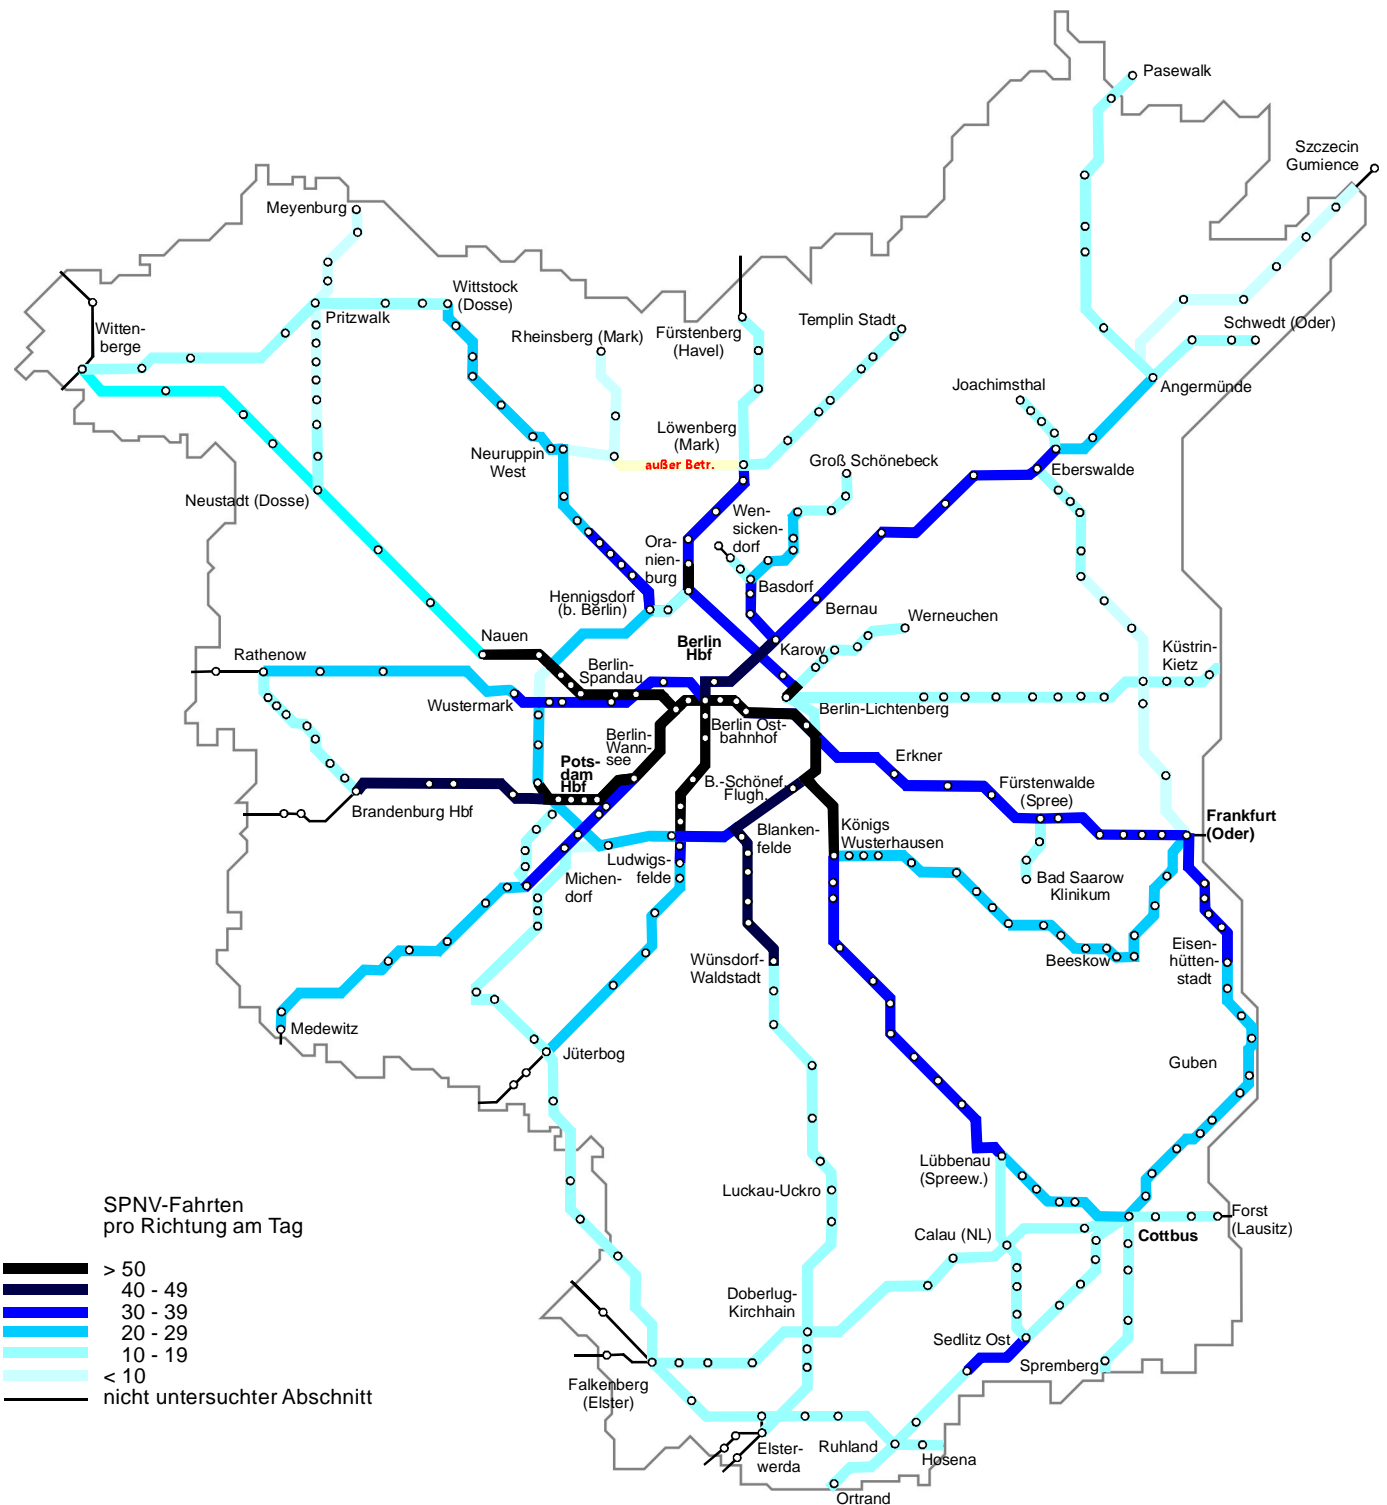 Pasewalk
Szczecin
Gumience
Meyenburg
Wittstock
(Dosse)
Pritzwalk
Witten-
berge
Rheinsberg (Mark)
Fürstenberg
(Havel)
Templin Stadt
Schwedt (Oder)
Joachimsthal
Angermünde
Löwenberg
(Mark)
Neuruppin
West
außer Betr.
Groß Schönebeck
Eberswalde
Neustadt (Dosse)
Wen-
sicken-
dorf
Ora-
nien-
burg
Basdorf
Hennigsdorf
(b. Berlin)
Bernau
Werneuchen
Nauen
Berlin
Hbf
Karow
Küstrin-
Kietz
Rathenow
Berlin-
Spandau
Wustermark
Berlin-Lichtenberg
Berlin Ost-
bahnhof
Berlin-
Wann-
see
Erkner
Pots-
dam
Hbf
B.-Schönef.
Flugh.
Fürstenwalde
(Spree)
Brandenburg Hbf
Frankfurt
(Oder)
Blanken-
felde
Königs
Wusterhausen
Ludwigs-
felde
Michen-
dorf
Bad Saarow
Klinikum
Wünsdorf-
Waldstadt
Beeskow
Eisen-
hütten-
stadt
Medewitz
Jüterbog
Guben
Lübbenau
(Spreew.)
Luckau-Uckro
Forst
(Lausitz)
Calau (NL)
Cottbus
SPNV-Fahrten
pro Richtung am Tag
> 50
40 - 49
30 - 39
20 - 29
10 - 19
< 10
nicht untersuchter Abschnitt
Doberlug-
Kirchhain
Sedlitz Ost
Spremberg
Falkenberg
(Elster)
Elster-
werda
Ruhland
Hosena
Ortrand